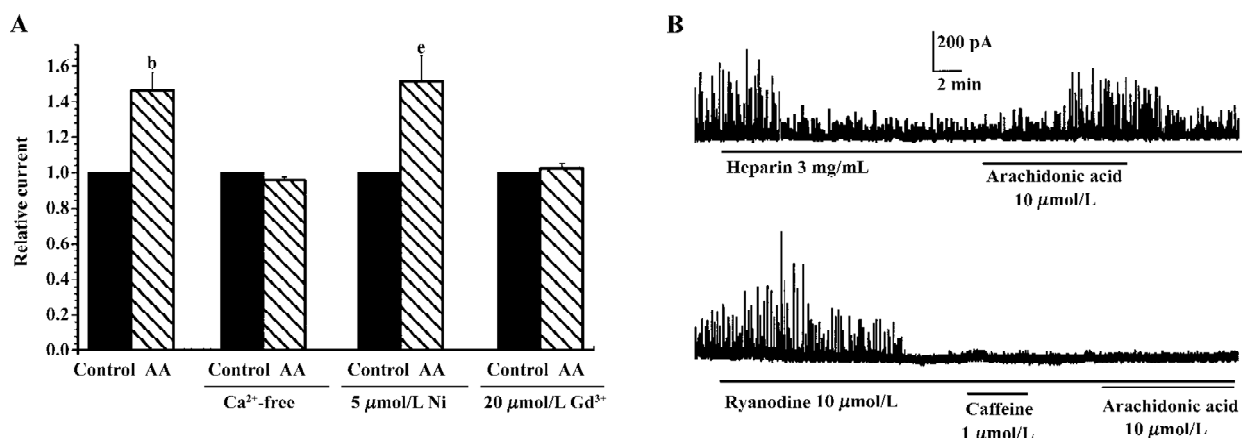 A
b
e
1.6
1.4
1.2
1.0
0.8
0.6
0.4
0.2
0.0
Relative current
Control AA Control AA Control AA Control AA
Ca²⁺-free 5 μmol/L Ni 20 μmol/L Gd³⁺
B
200 pA
2 min
Heparin 3 mg/mL
Arachidonic acid
10 μmol/L
Ryanodine 10 μmol/L
Caffeine
1 μmol/L
Arachidonic acid
10 μmol/L